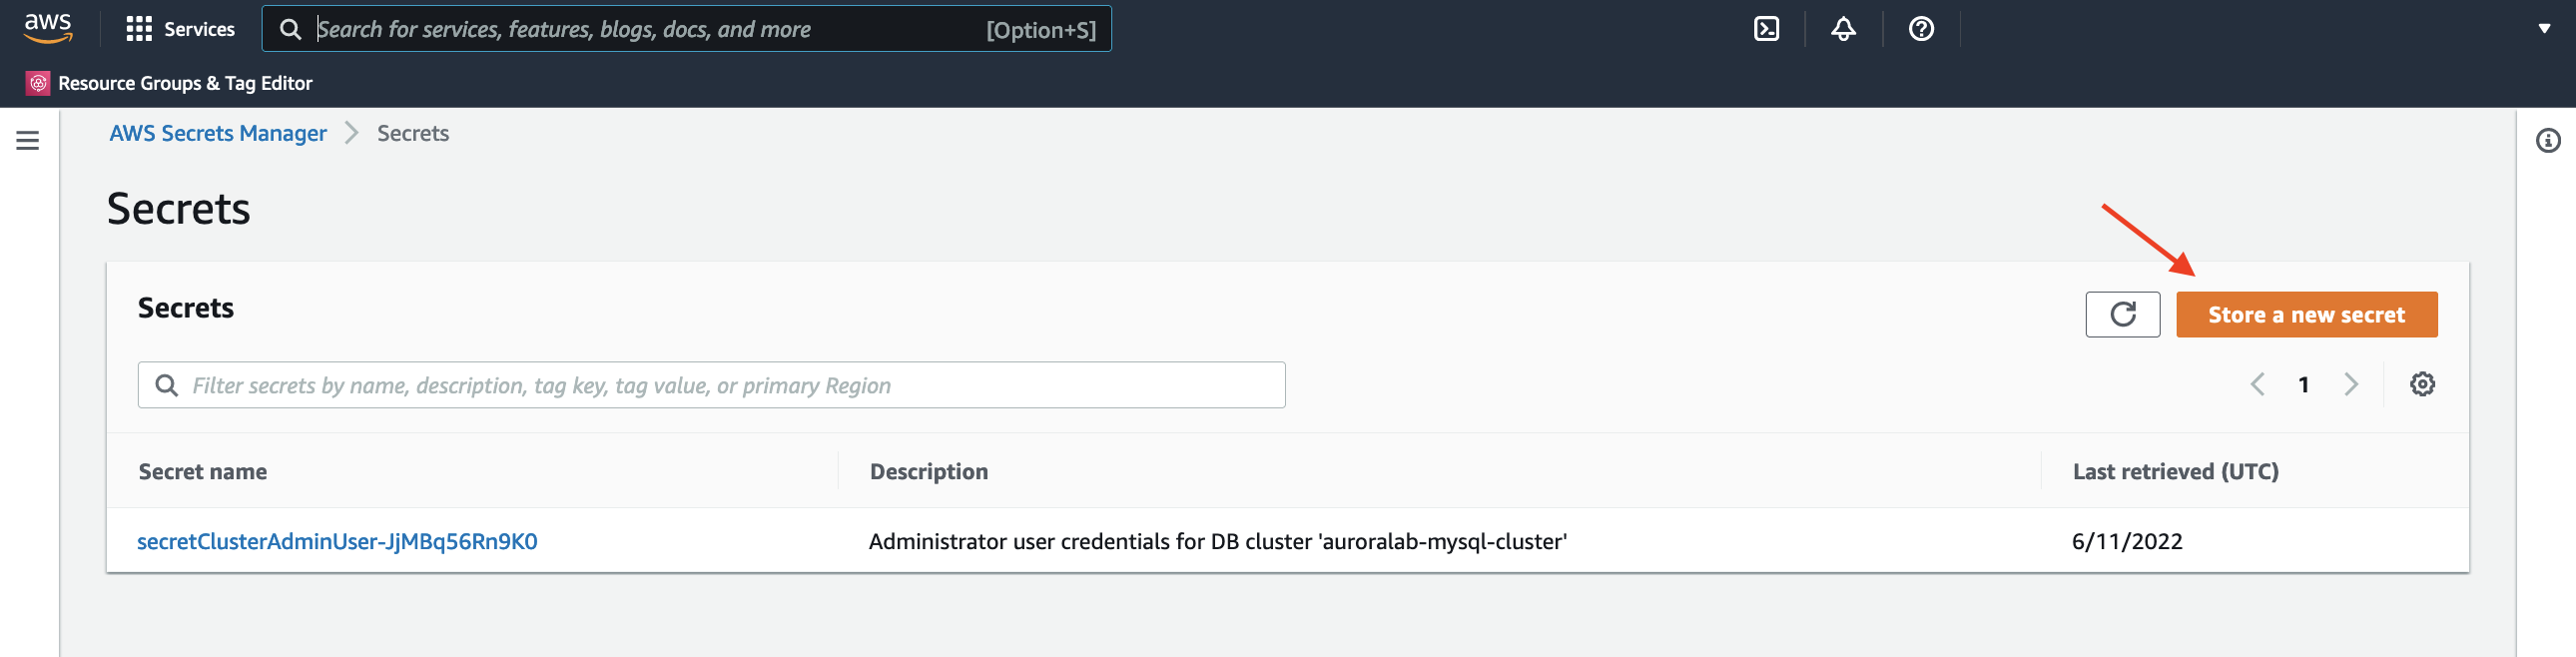 aws
Services
Search for services, features, blogs, docs, and more [Option+S]
Resource Groups & Tag Editor
AWS Secrets Manager Secrets
Secrets
Secrets
Store a new secret
Filter secrets by name, description, tag key, tag value, or primary Region
1
Secret name Description Last retrieved (UTC)
secretClusterAdminUser-JjMBq56Rn9K0 Administrator user credentials for DB cluster 'auroralab-mysql-cluster' 6/11/2022